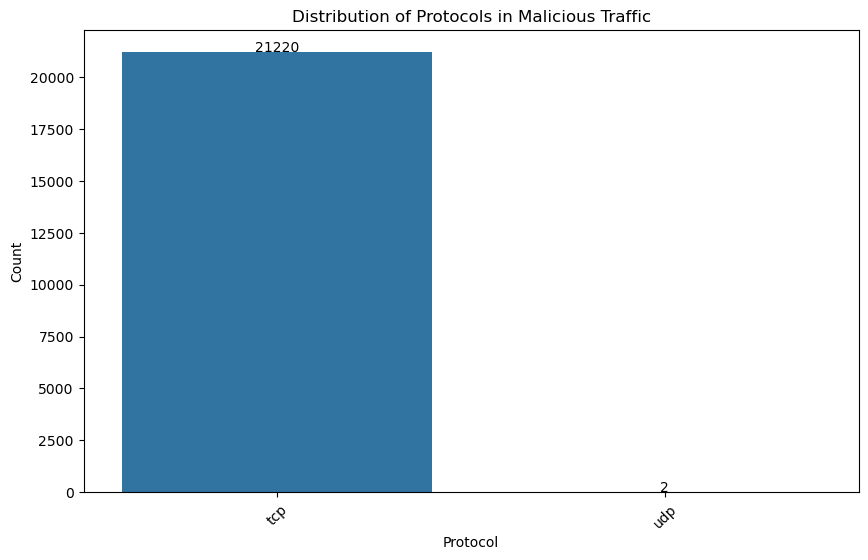 Distribution of Protocols in Malicious Traffic
21220
20000
17500
15000
12500
10000
7500
5000
2500
0
2
Count
tcp
udp
Protocol